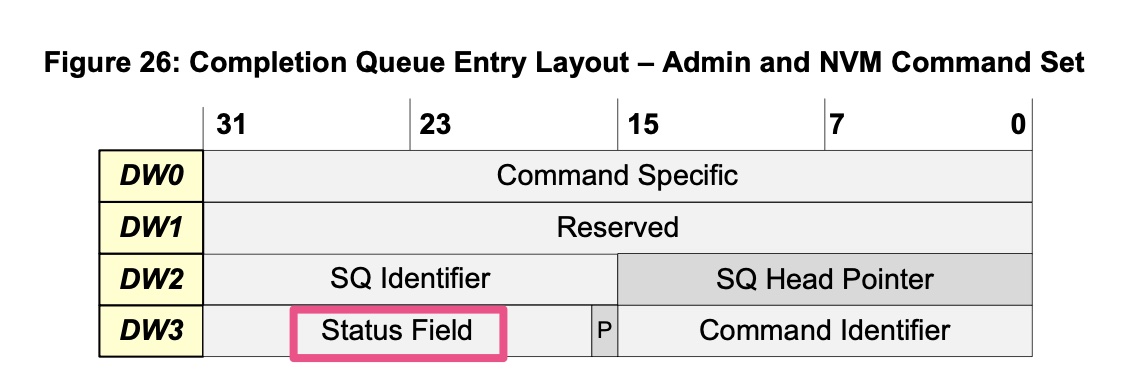 Figure 26: Completion Queue Entry Layout – Admin and NVM Command Set
31 23 15 7 0
DW0 Command Specific
DW1 Reserved
DW2 SQ Identifier SQ Head Pointer
DW3 Status Field P Command Identifier